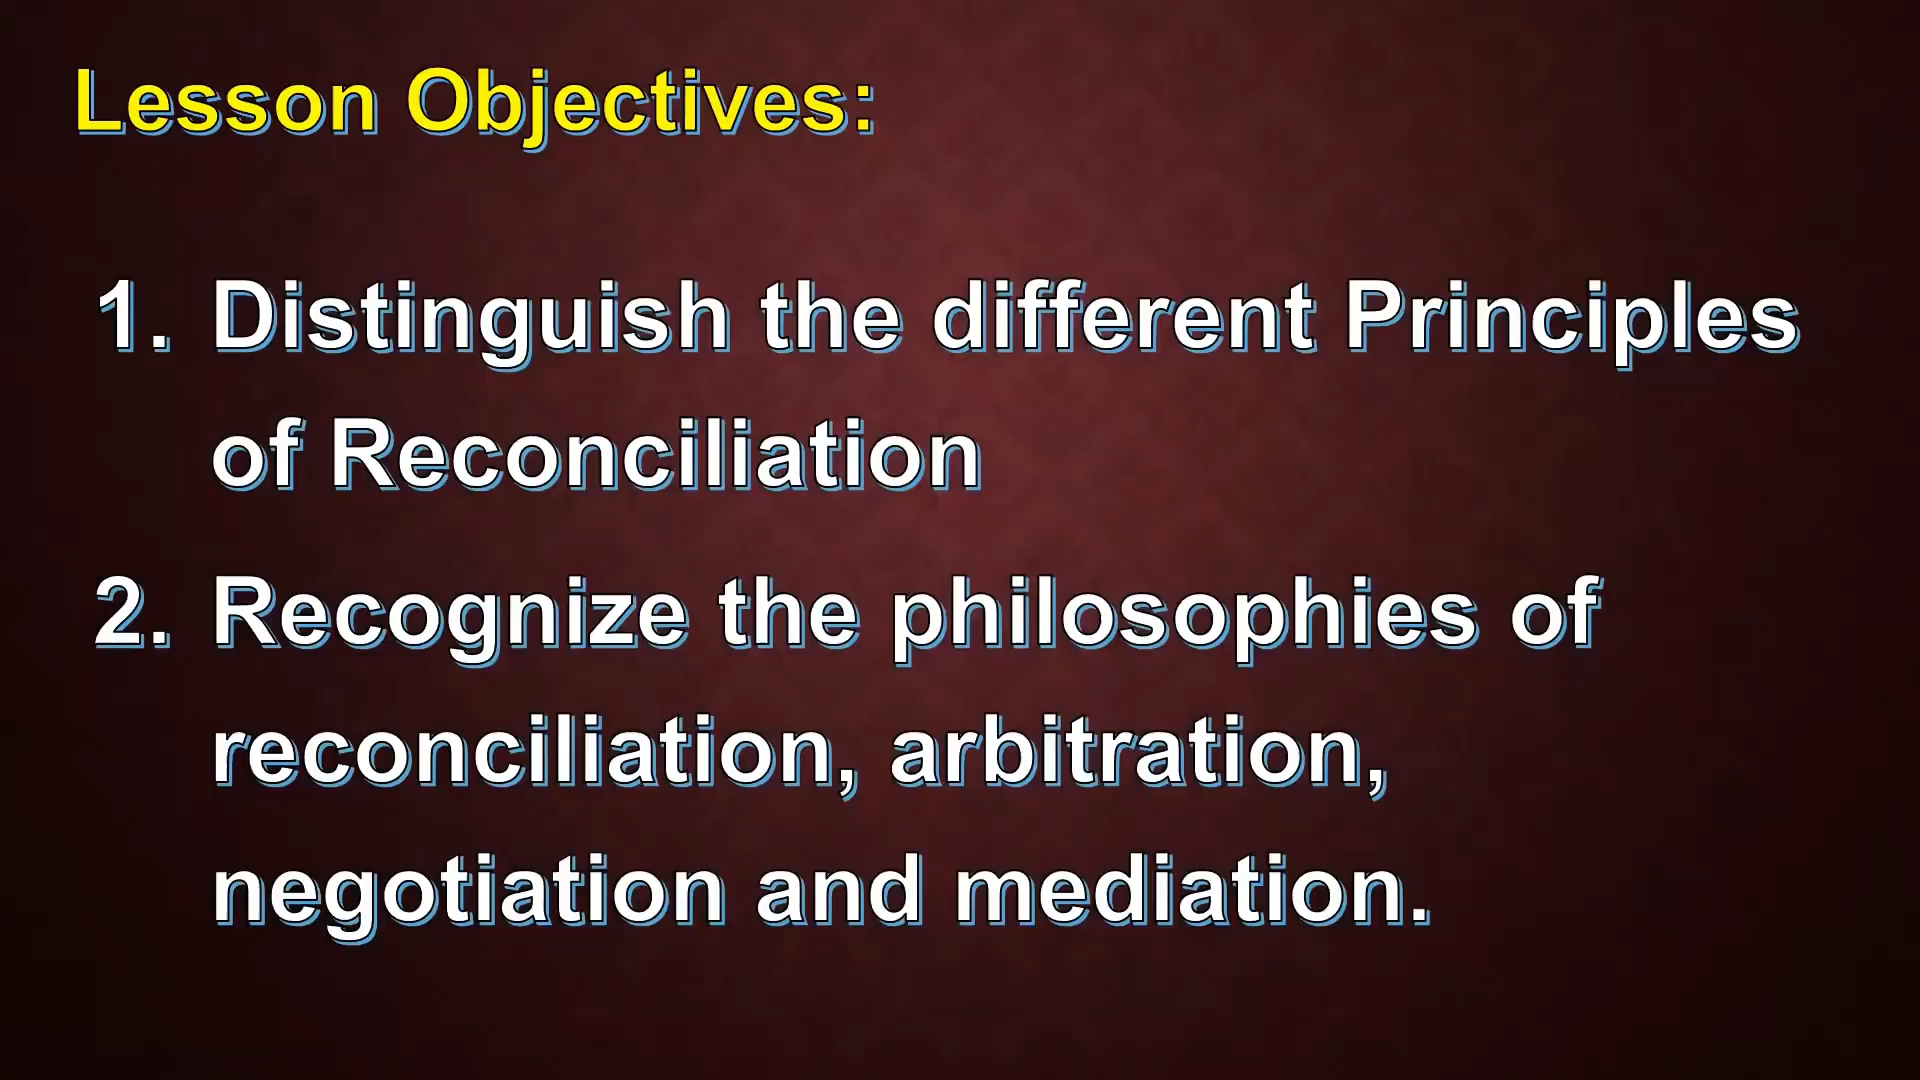 Lesson Objectives:
1. Distinguish the different Principles
of Reconciliation
2. Recognize the philosophies of
reconciliation, arbitration,
negotiation and mediation.